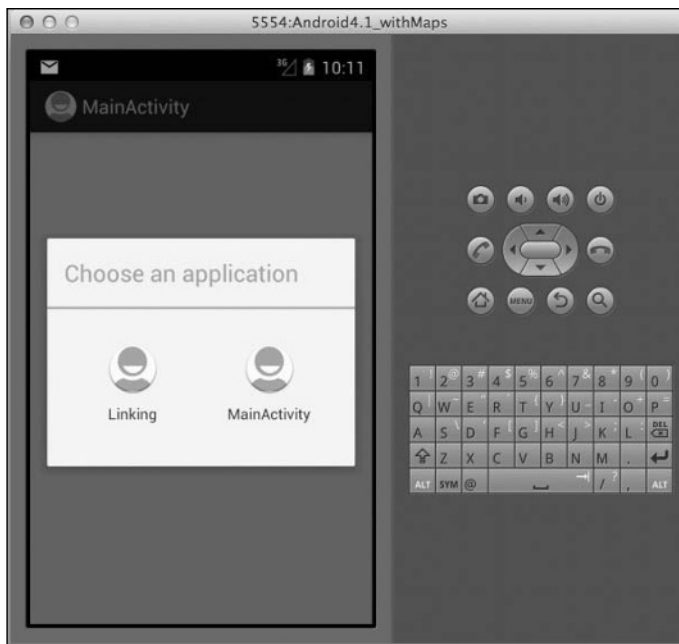 5554:Android4.1_withMaps
3G 10:11
MainActivity
Choose an application
Linking MainActivity
MENU
1 ! 2 @ 3 # 4 $ 5 % 6 ^ 7 & 8 * 9 ( 0 )
Q W ~ E " R T { Y } U - I - O + P =
A S \ D ' F [ G ] H < J > K ; L : DEL
Z X C V B N M .
ALT SYM @ / ? , ALT